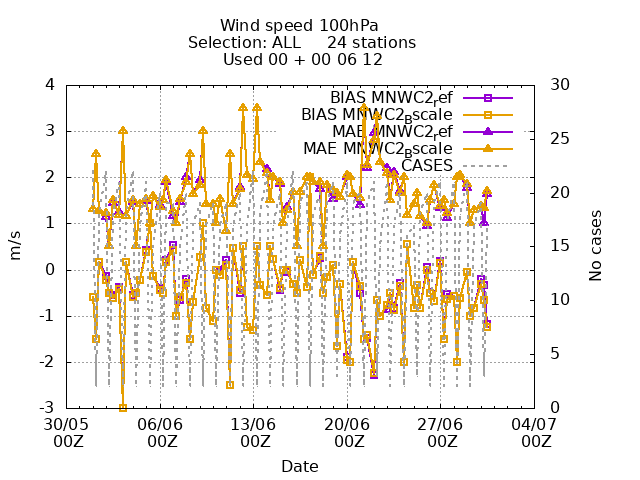 Wind speed 100hPa
Selection: ALL     24 stations
Used 00 + 00 06 12
BIAS MNWC2_ref
BIAS MNWC2_Bscale
MAE MNWC2_ref
MAE MNWC2_Bscale
CASES
m/s
4
3
2
1
0
-1
-2
-3
No cases
30
25
20
15
10
5
0
30/05 00Z
06/06 00Z
13/06 00Z
20/06 00Z
27/06 00Z
04/07 00Z
Date